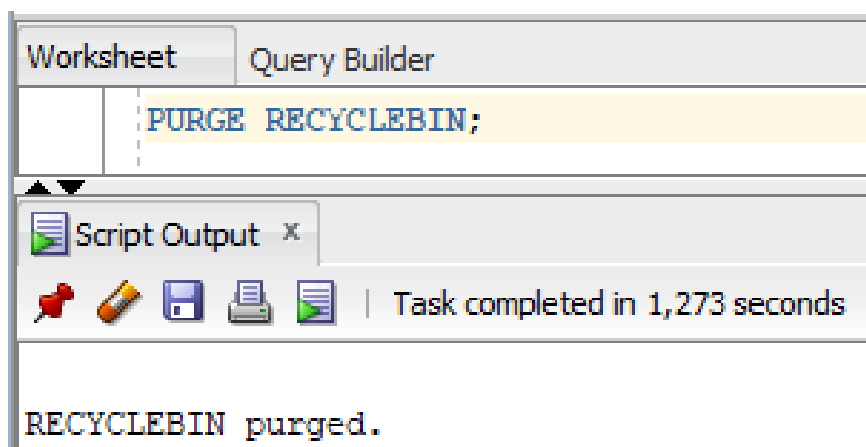 Worksheet Query Builder
PURGE RECYCLEBIN;
Script Output x
Task completed in 1,273 seconds
RECYCLEBIN purged.